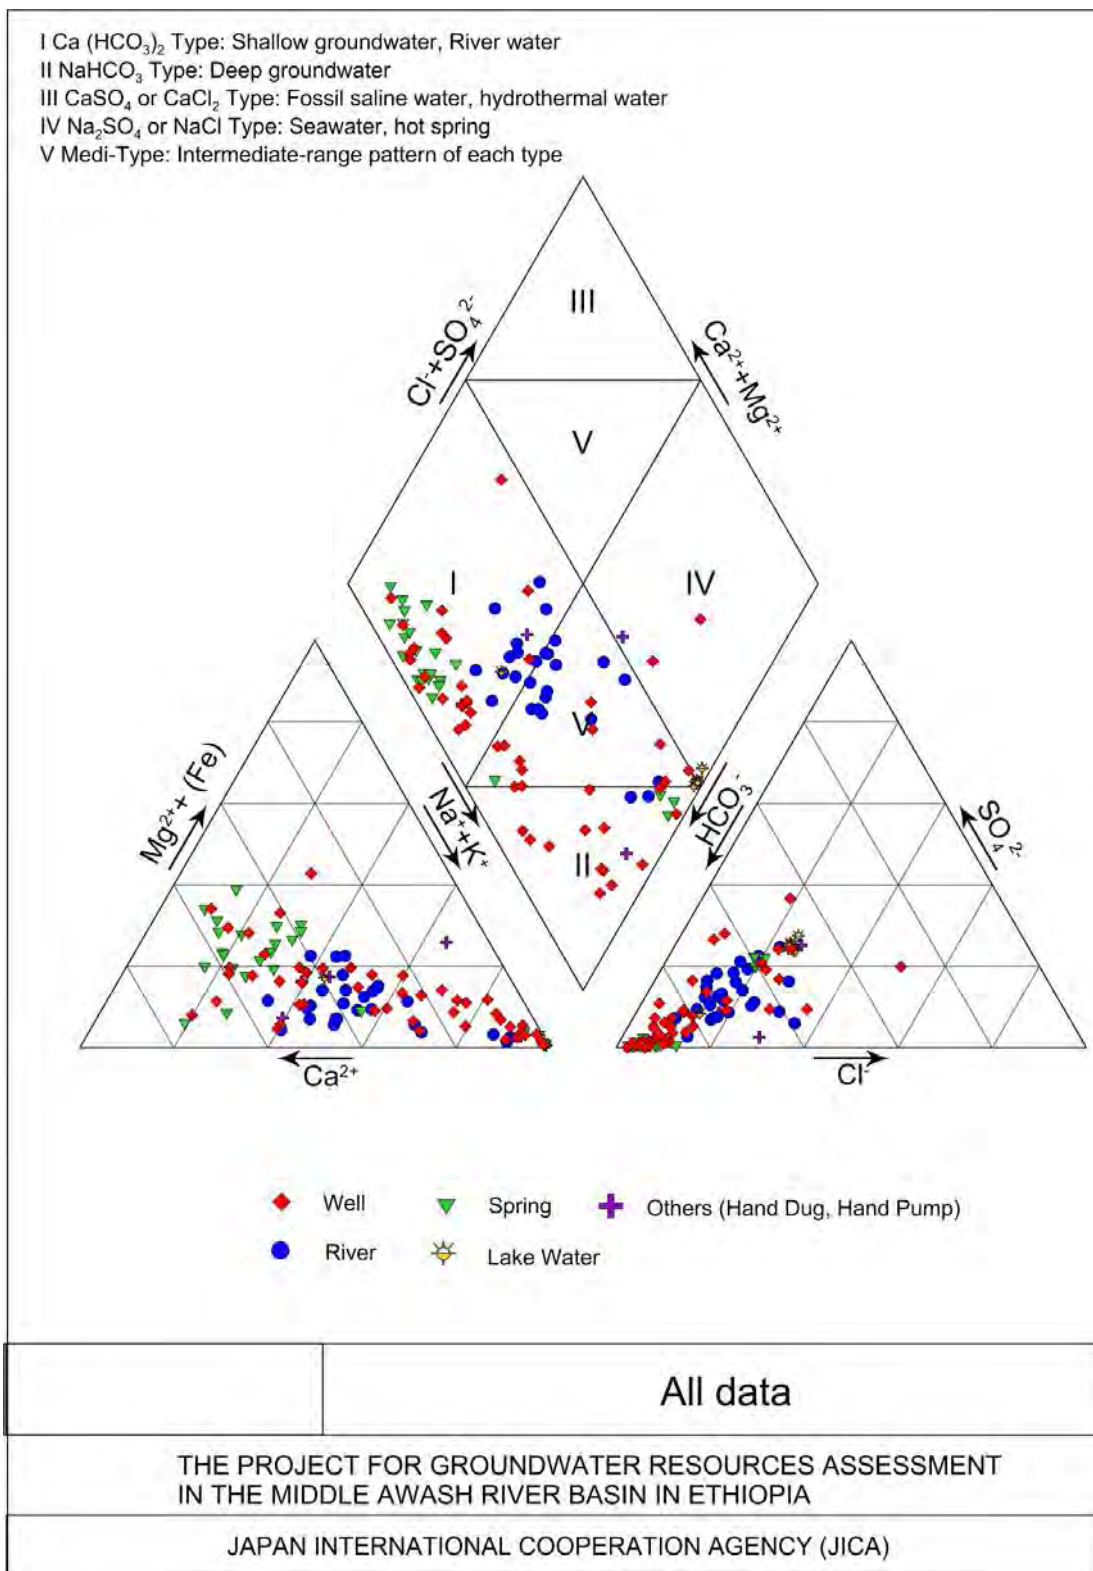 I Ca (HCO₃)₂ Type: Shallow groundwater, River water
II NaHCO₃ Type: Deep groundwater
III CaSO₄ or CaCl₂ Type: Fossil saline water, hydrothermal water
IV Na₂SO₄ or NaCl Type: Seawater, hot spring
V Medi-Type: Intermediate-range pattern of each type
III
Cl⁻+SO₄²⁻
Ca²⁺+Mg²⁺
V
I
IV
V
II
Mg²⁺+ (Fe)
Na⁺+K⁺
HCO₃⁻
SO₄²⁻
Ca²⁺
Cl⁻
Well
Spring
Others (Hand Dug, Hand Pump)
River
Lake Water
All data
THE PROJECT FOR GROUNDWATER RESOURCES ASSESSMENT
IN THE MIDDLE AWASH RIVER BASIN IN ETHIOPIA
JAPAN INTERNATIONAL COOPERATION AGENCY (JICA)